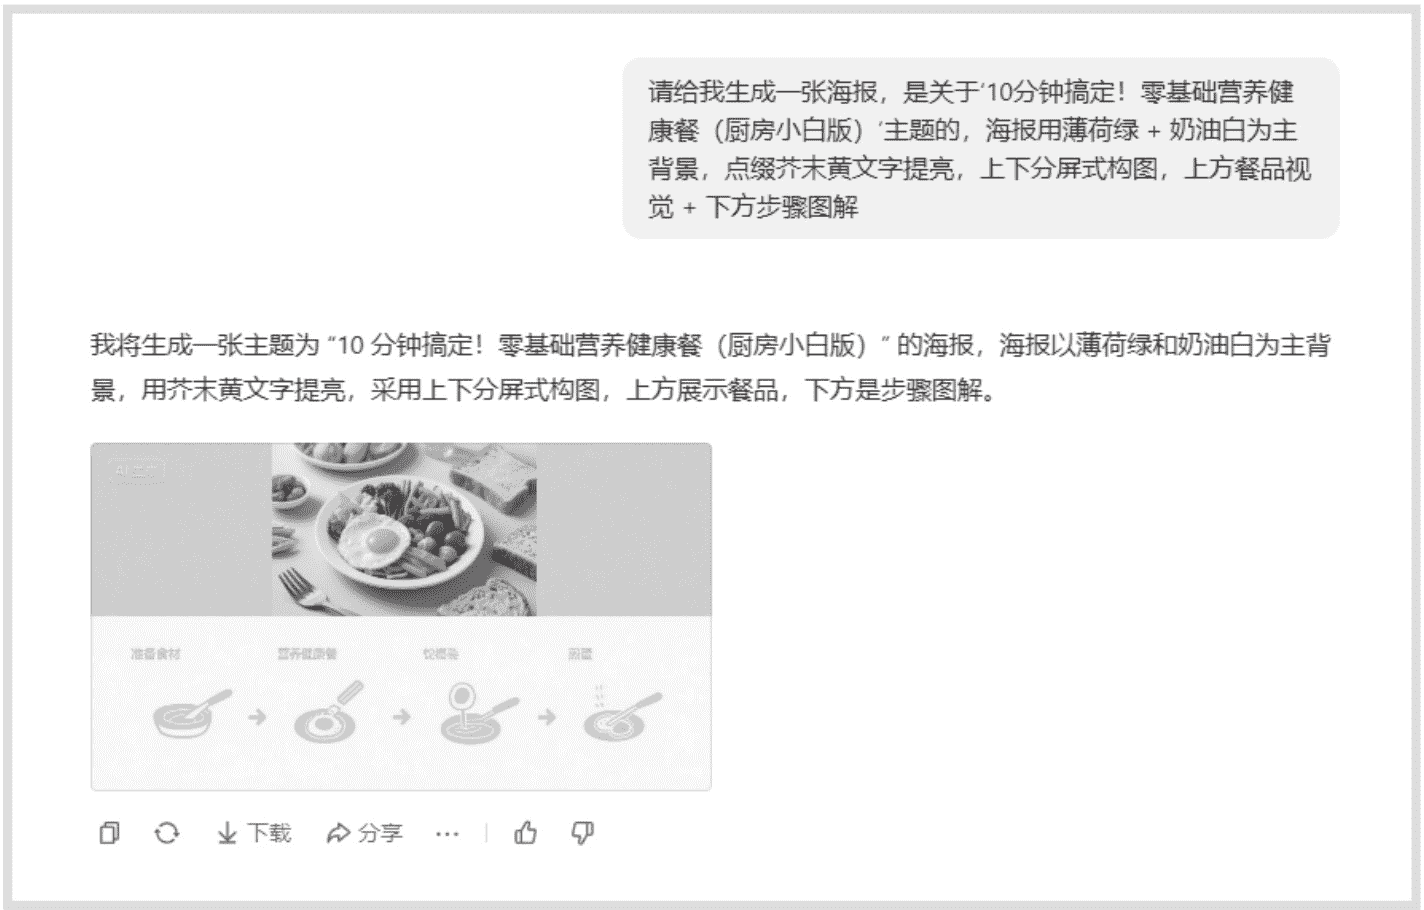 请给我生成一张海报，是关于‘10分钟搞定！零基础营养健
康餐（厨房小白版）’主题的，海报用薄荷绿 + 奶油白为主
背景，点缀芥末黄文字提亮，上下分屏式构图，上方餐品视
觉 + 下方步骤图解
我将生成一张主题为 “10 分钟搞定！零基础营养健康餐（厨房小白版）” 的海报，海报以薄荷绿和奶油白为主背
景，用芥末黄文字提亮，采用上下分屏式构图，上方展示餐品，下方是步骤图解。
准备食材
营养健康餐
下载
分享